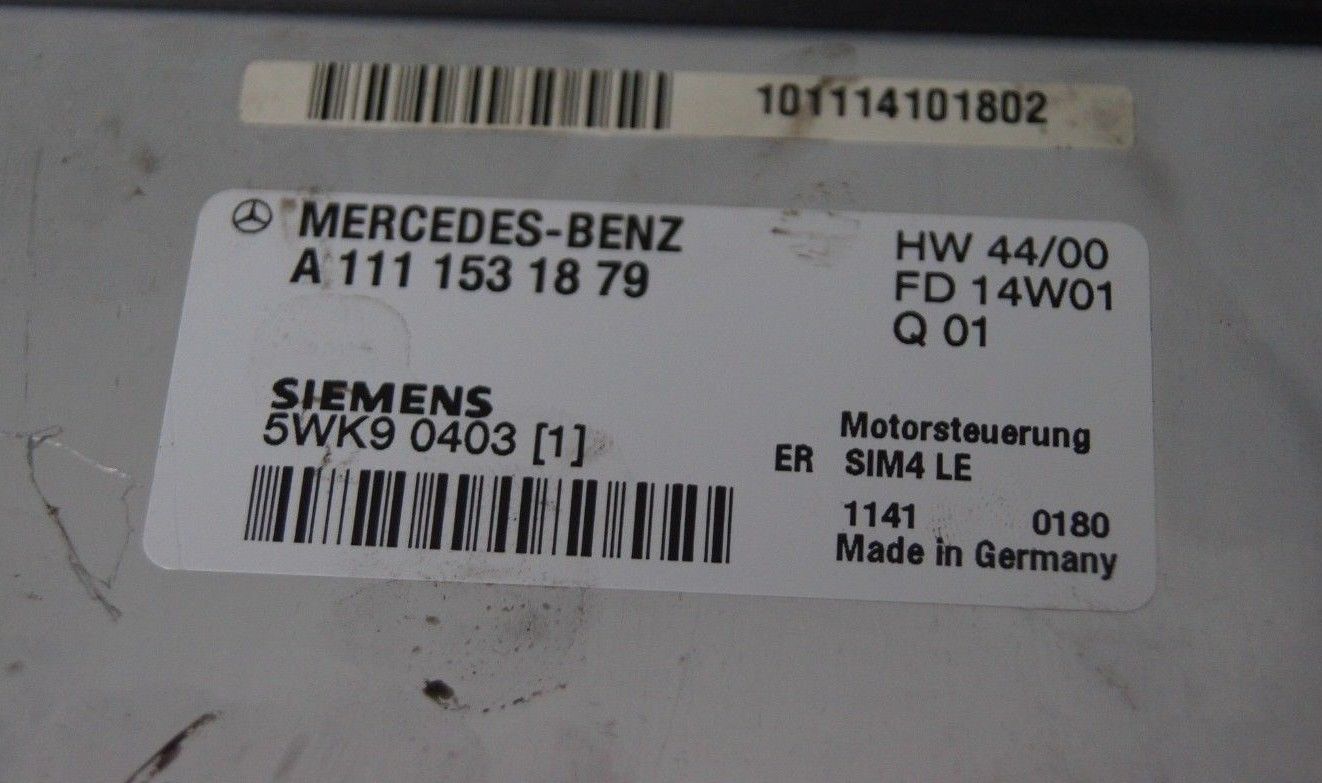 101114101802
MERCEDES-BENZ
A 111 153 18 79
HW 44/00
FD 14W01
Q 01
SIEMENS
5WK9 0403 [1]
Motorsteuerung
ER SIM4 LE
1141 0180
Made in Germany